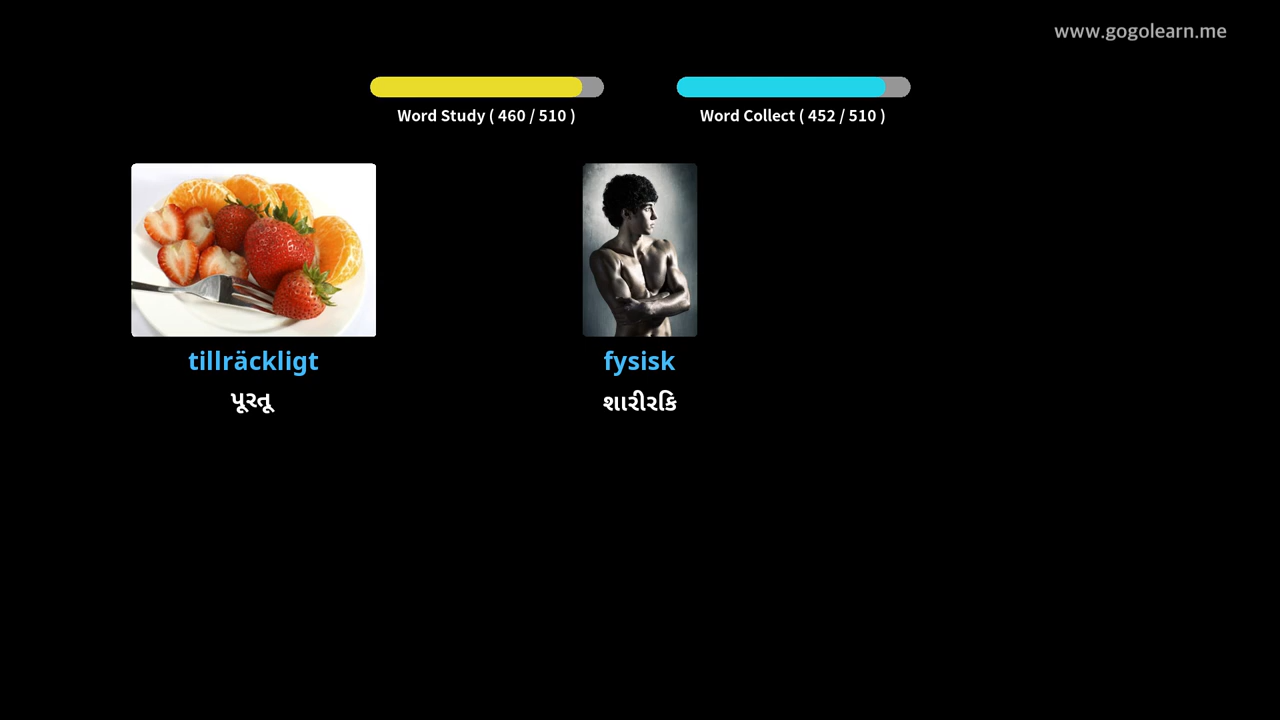 www.gogolearn.me
Word Study ( 460 / 510 )
Word Collect ( 452 / 510 )
tillräckligt
પૂરતૂ
fysisk
શારીરકિ